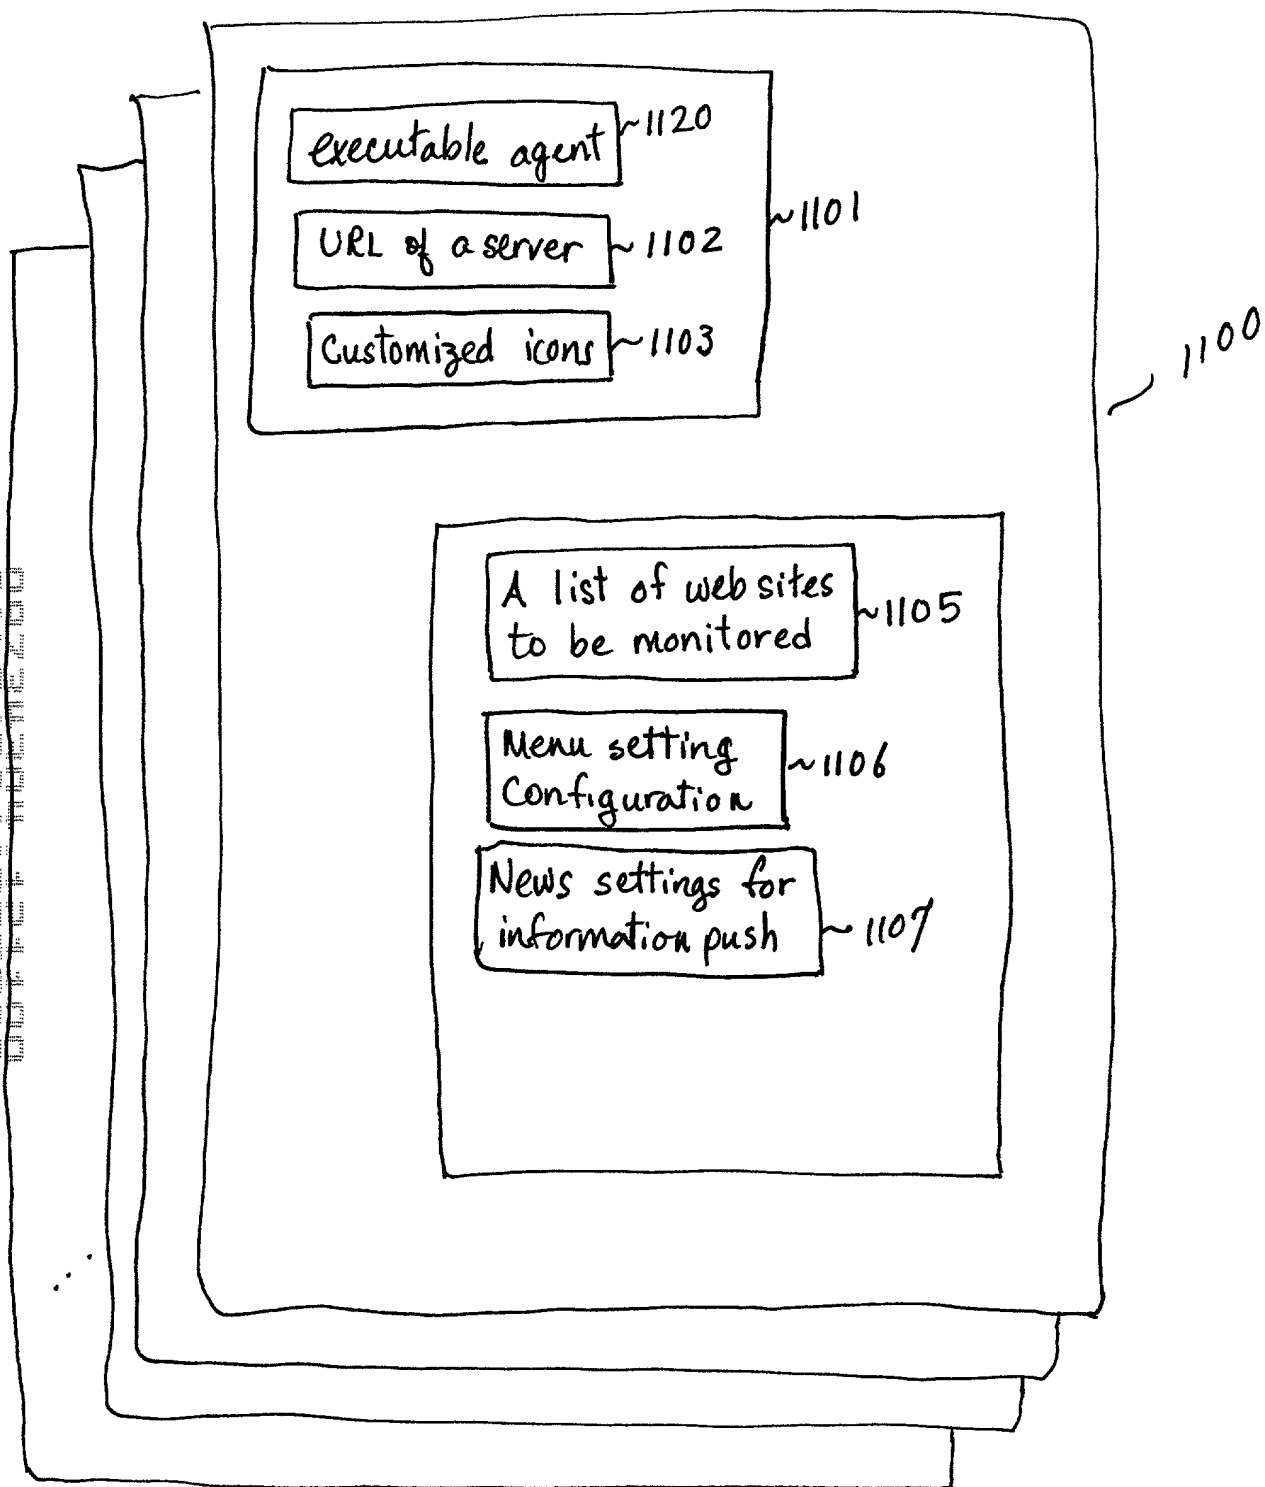 executable agent ~1120
URL of a server ~1102
Customized icons ~1103
~1101
1100
A list of web sites
to be monitored ~1105
Menu setting
Configuration ~1106
News settings for
information push ~1107